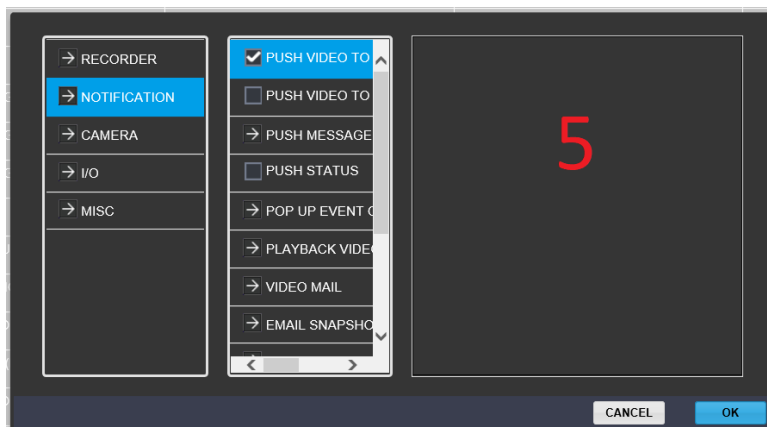 RECORDER
NOTIFICATION
CAMERA
I/O
MISC
PUSH VIDEO TO
PUSH VIDEO TO
PUSH MESSAGE
PUSH STATUS
POP UP EVENT
PLAYBACK VIDE
VIDEO MAIL
EMAIL SNAPSHO
5
CANCEL
OK